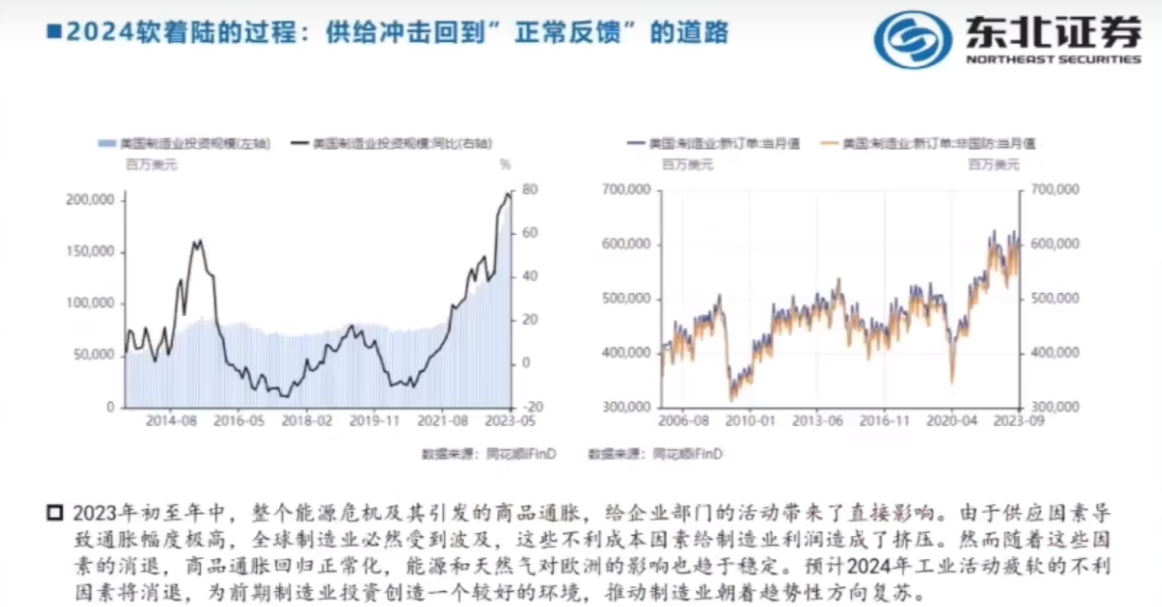 ■2024软着陆的过程：供给冲击回到”正常反馈”的道路
东北证券
NORTHEAST SECURITIES
美国制造业投资规模(左轴) 美国制造业投资规模:同比(右轴)
百万美元 %
200,000
150,000
100,000
50,000
0
80
60
40
20
0
-20
2014-08 2016-05 2018-02 2019-11 2021-08 2023-05
美国:制造业:新订单:当月值 美国:制造业:新订单:非国防:当月值
百万美元 百万美元
700,000
600,000
500,000
400,000
300,000
700,000
600,000
500,000
400,000
300,000
2006-08 2010-01 2013-06 2016-11 2020-04 2023-09
数据来源：同花顺iFinD 数据来源：同花顺iFinD
2023年初至年中，整个能源危机及其引发的商品通胀，给企业部门的活动带来了直接影响。由于供应因素导
致通胀幅度极高，全球制造业必然受到波及，这些不利成本因素给制造业利润造成了挤压。然而随着这些因
素的消退，商品通胀回归正常化，能源和天然气对欧洲的影响也趋于稳定。预计2024年工业活动疲软的不利
因素将消退，为前期制造业投资创造一个较好的环境，推动制造业朝着趋势性方向复苏。